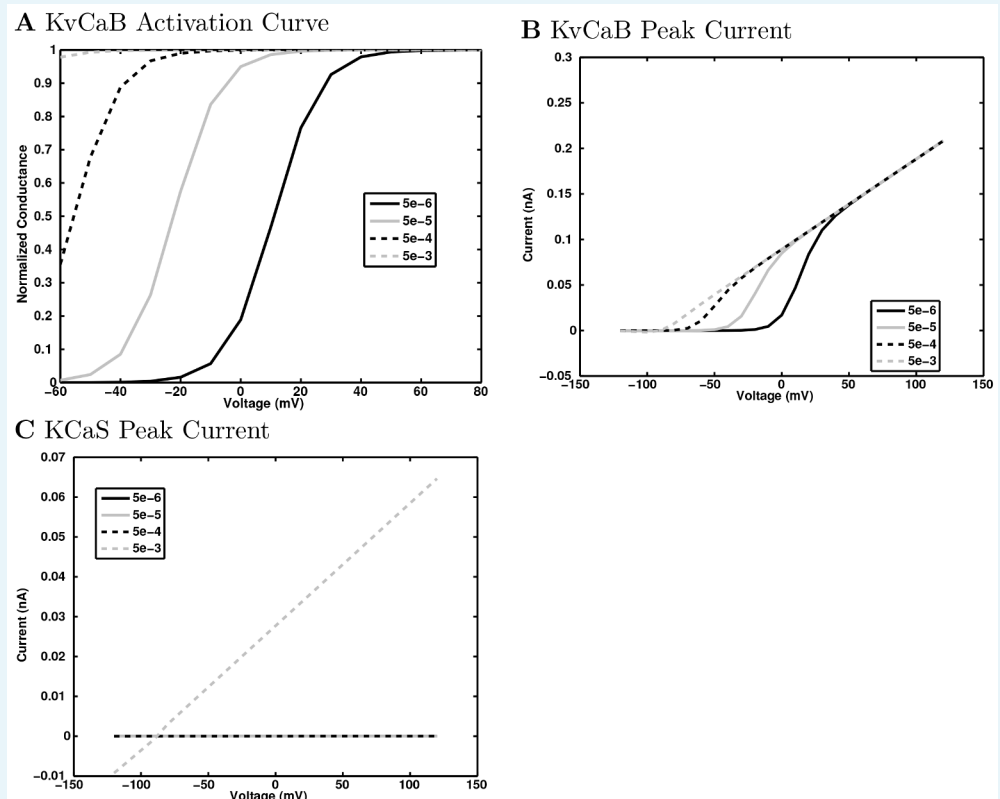 A KvCaB Activation Curve
1
0.9
0.8
0.7
0.6
0.5
0.4
0.3
0.2
0.1
0
Normalized Conductance
5e−6
5e−5
5e−4
5e−3
−60 −40 −20 0 20 40 60 80
Voltage (mV)
B KvCaB Peak Current
0.3
0.25
0.2
0.15
0.1
0.05
0
−0.05
Current (nA)
5e−6
5e−5
5e−4
5e−3
−150 −100 −50 0 50 100 150
Voltage (mV)
C KCaS Peak Current
0.07
0.06
0.05
0.04
0.03
0.02
0.01
0
−0.01
Current (nA)
5e−6
5e−5
5e−4
5e−3
−150 −100 −50 0 50 100 150
Voltage (mV)